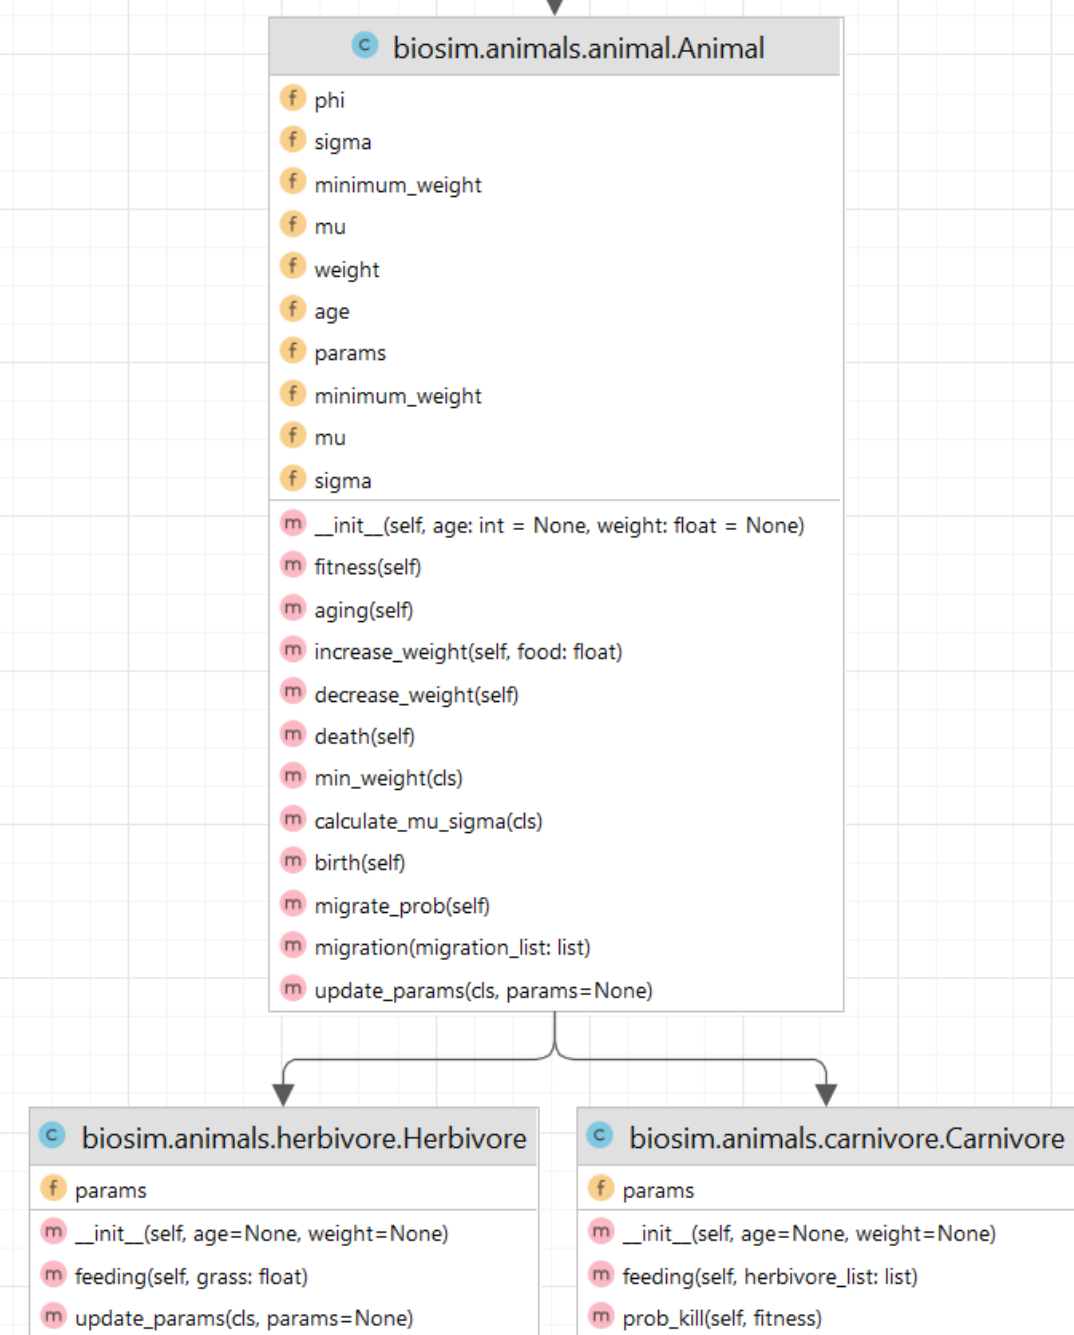 C biosim.animals.animal.Animal
f phi
f sigma
f minimum_weight
f mu
f weight
f age
f params
f minimum_weight
f mu
f sigma
m __init__(self, age: int = None, weight: float = None)
m fitness(self)
m aging(self)
m increase_weight(self, food: float)
m decrease_weight(self)
m death(self)
m min_weight(cls)
m calculate_mu_sigma(cls)
m birth(self)
m migrate_prob(self)
m migration(migration_list: list)
m update_params(cls, params=None)
C biosim.animals.herbivore.Herbivore
f params
m __init__(self, age=None, weight=None)
m feeding(self, grass: float)
m update_params(cls, params=None)
C biosim.animals.carnivore.Carnivore
f params
m __init__(self, age=None, weight=None)
m feeding(self, herbivore_list: list)
m prob_kill(self, fitness)